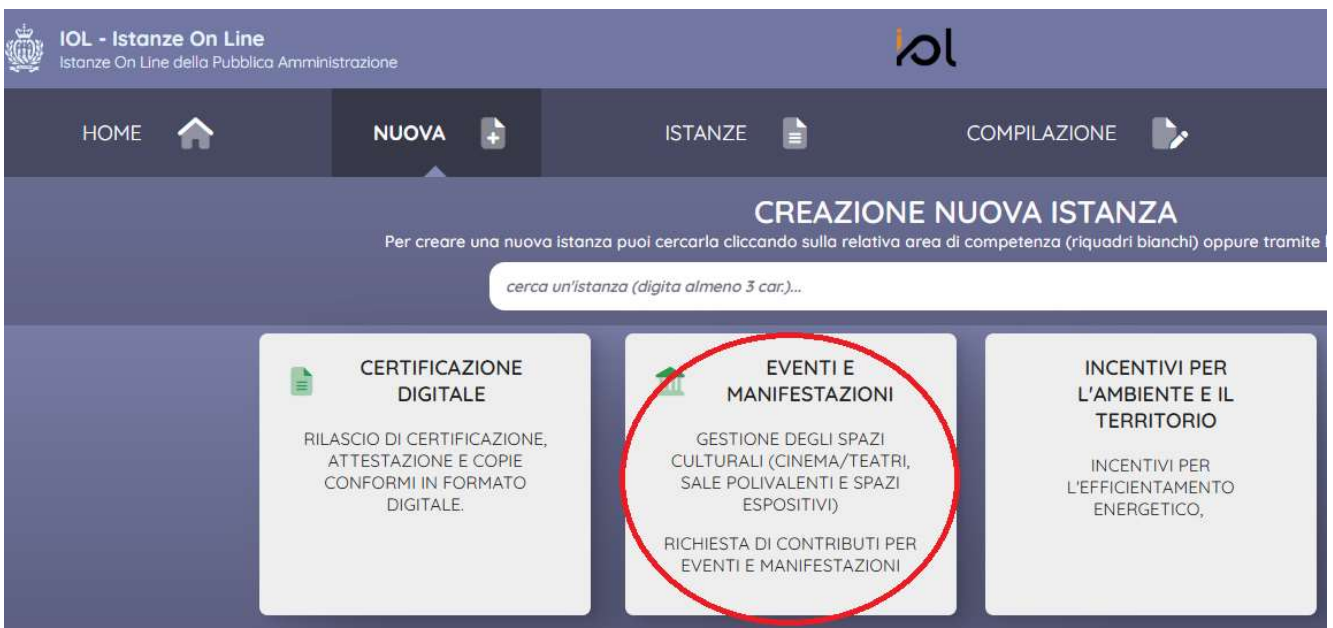 IOL - Istanze On Line
Istanze On Line della Pubblica Amministrazione
iol
HOME
NUOVA
ISTANZE
COMPILAZIONE
CREAZIONE NUOVA ISTANZA
Per creare una nuova istanza puoi cercarla cliccando sulla relativa area di competenza (riquadri bianchi) oppure tramite
cerca un'istanza (digita almeno 3 car.)...
CERTIFICAZIONE
DIGITALE
RILASCIO DI CERTIFICAZIONE,
ATTESTAZIONE E COPIE
CONFORMI IN FORMATO
DIGITALE.
EVENTI E
MANIFESTAZIONI
GESTIONE DEGLI SPAZI
CULTURALI (CINEMA/TEATRI,
SALE POLIVALENTI E SPAZI
ESPOSITIVI)
RICHIESTA DI CONTRIBUTI PER
EVENTI E MANIFESTAZIONI
INCENTIVI PER
L'AMBIENTE E IL
TERRITORIO
INCENTIVI PER
L'EFFICIENTAMENTO
ENERGETICO,